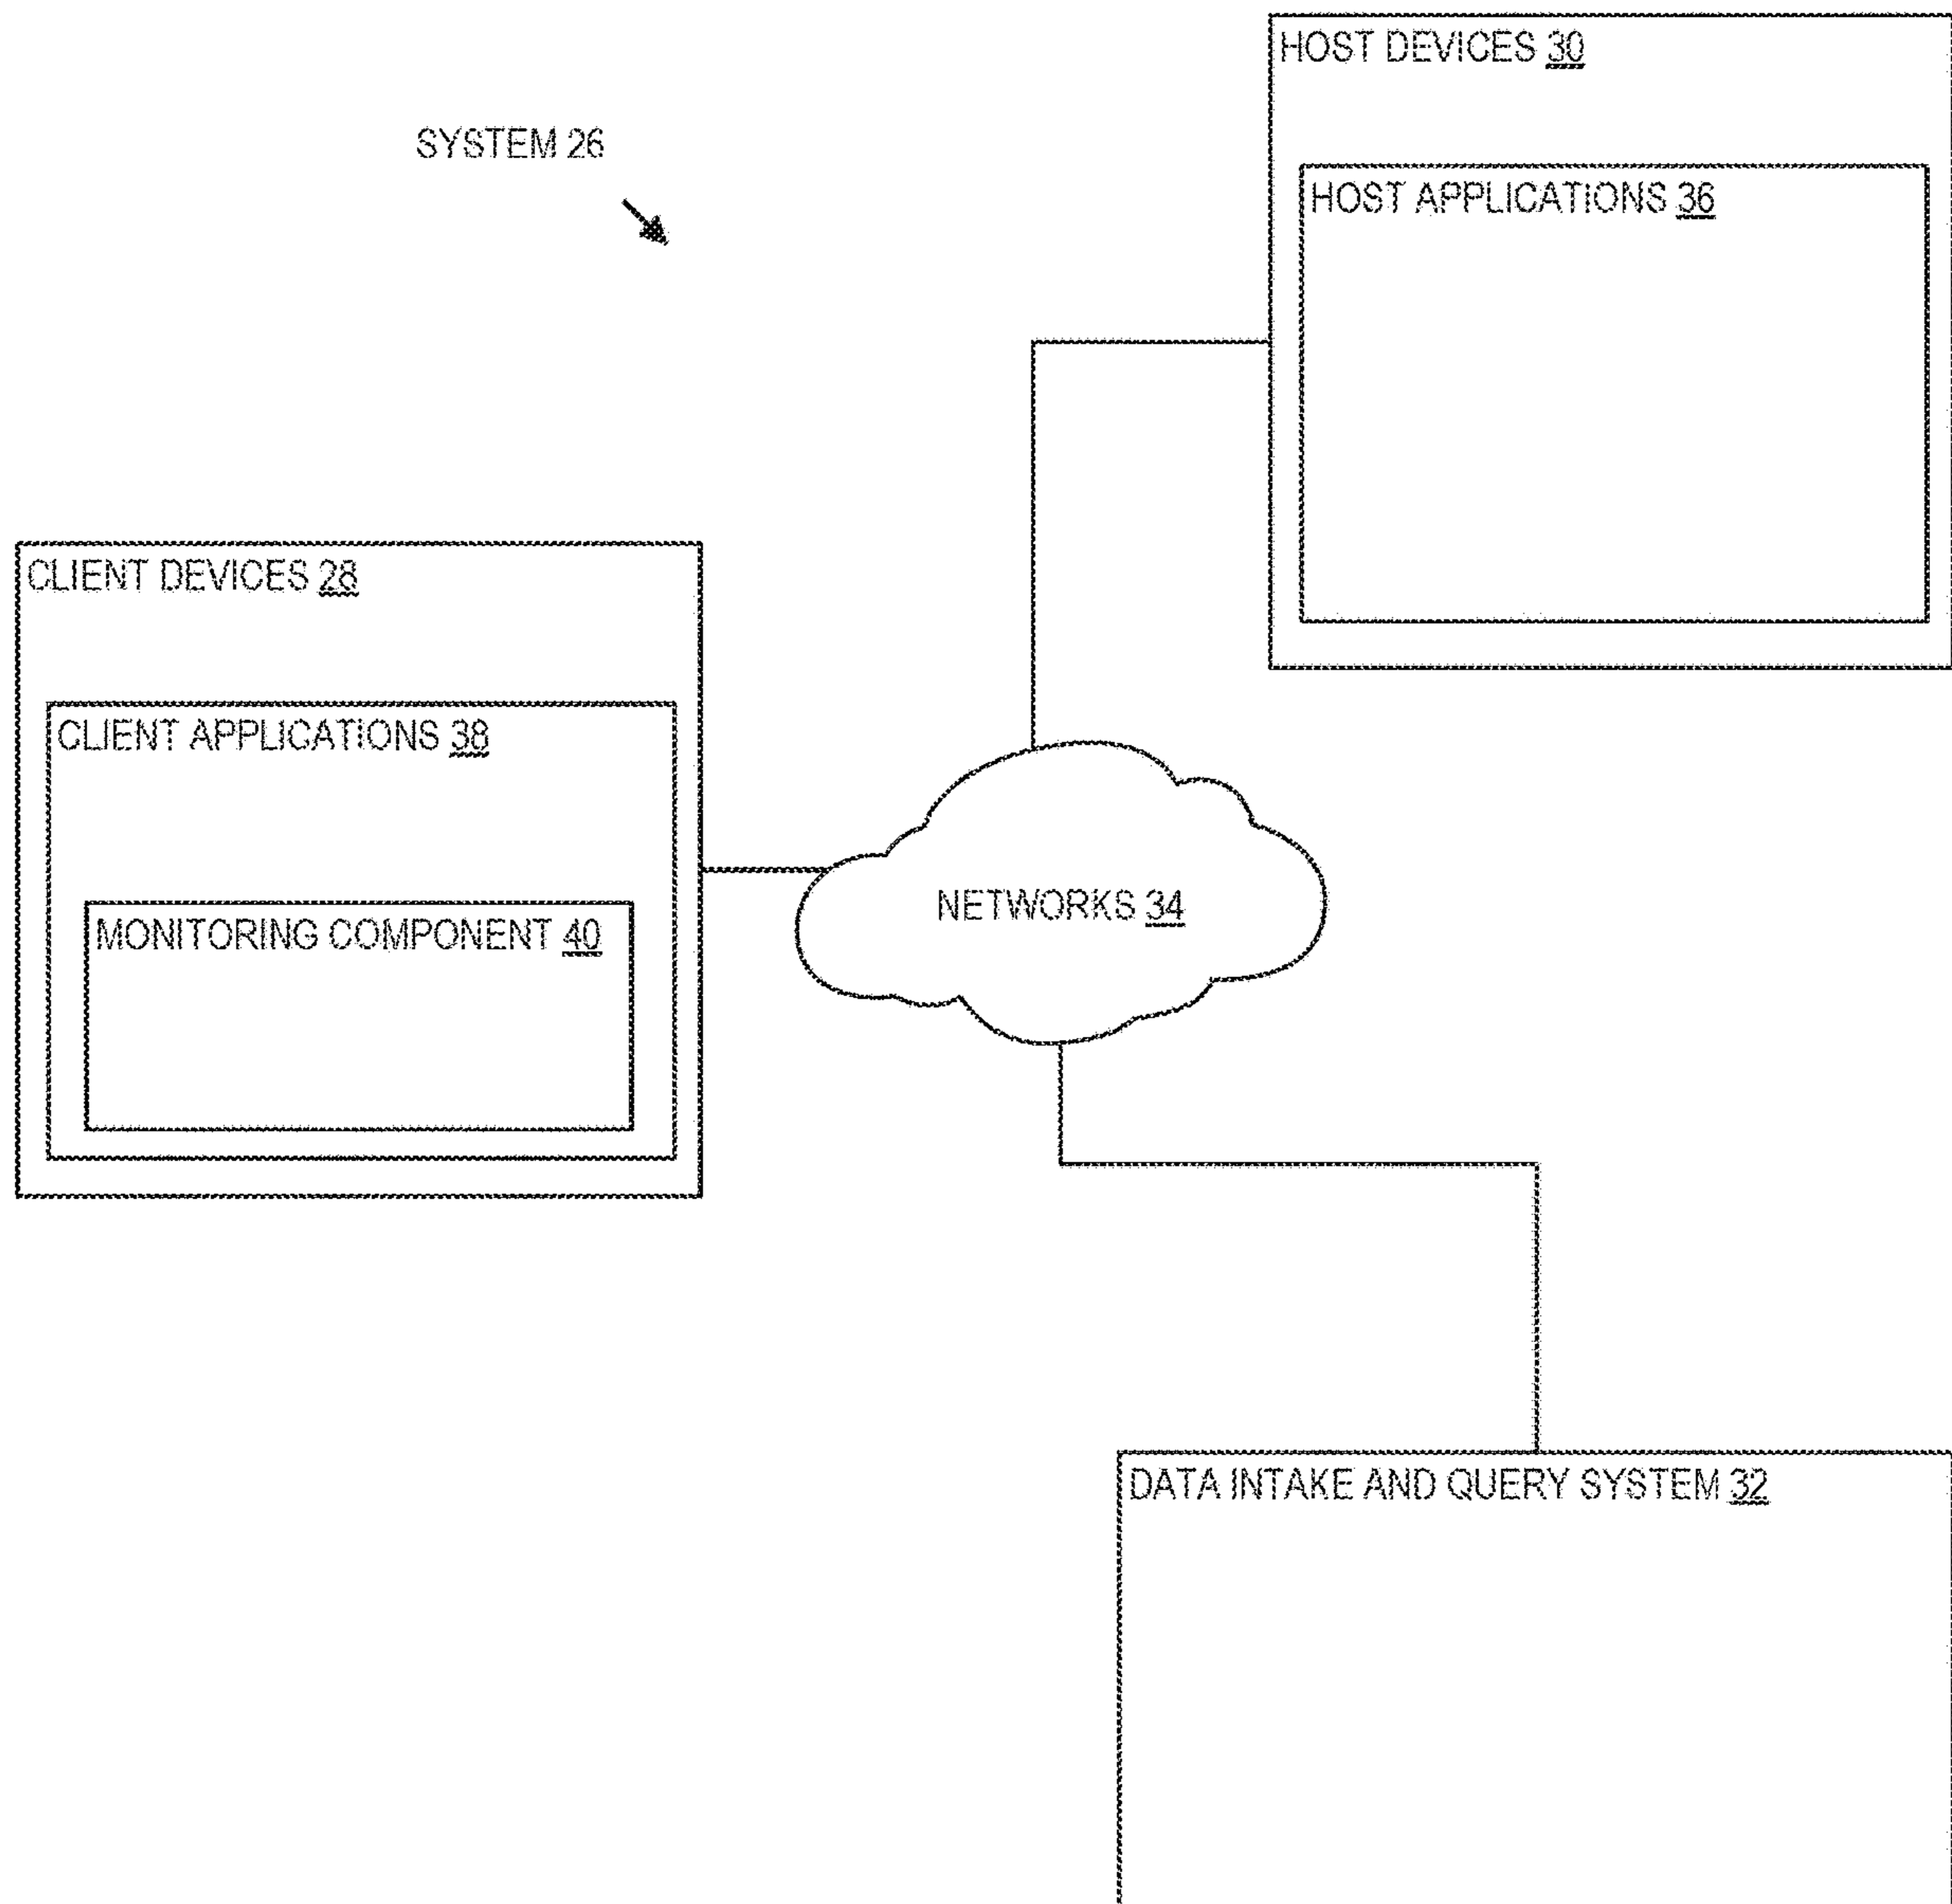 HOST DEVICES 30
SYSTEM 26
HOST APPLICATIONS 36
CLIENT DEVICES 28
CLIENT APPLICATIONS 38
NETWORKS 34
MONITORING COMPONENT 40
DATA INTAKE AND QUERY SYSTEM 32